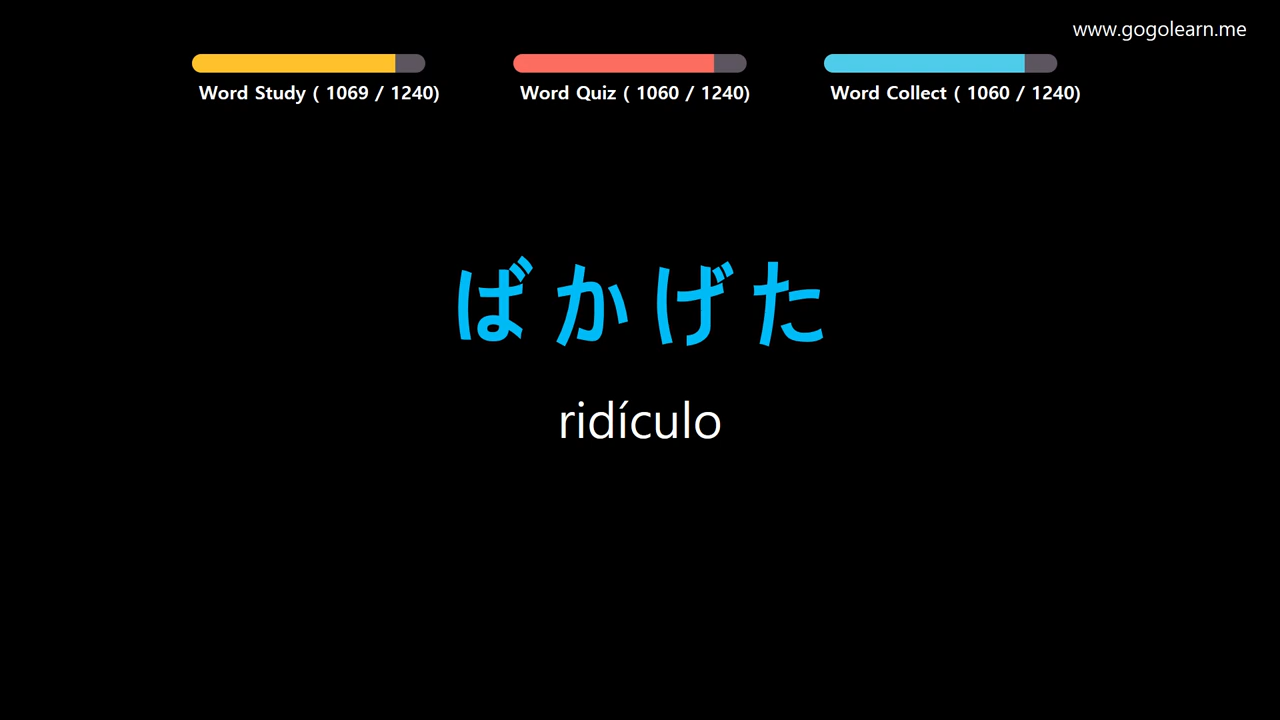 www.gogolearn.me
Word Study ( 1069 / 1240)
Word Quiz ( 1060 / 1240)
Word Collect ( 1060 / 1240)
ばかげた
ridículo